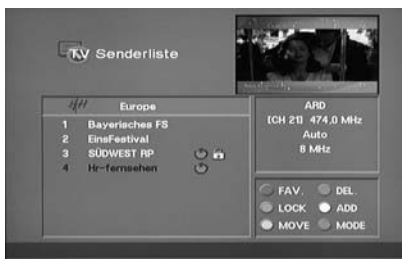 TV Senderliste
All Europe
1 Bayerisches FS
2 EinsFestival
3 SÜDWEST RP
4 Hr-fernsehen
ARD
[CH 21] 474,0 MHz
Auto
8 MHz
FAV. DEL.
LOCK ADD
MOVE MODE